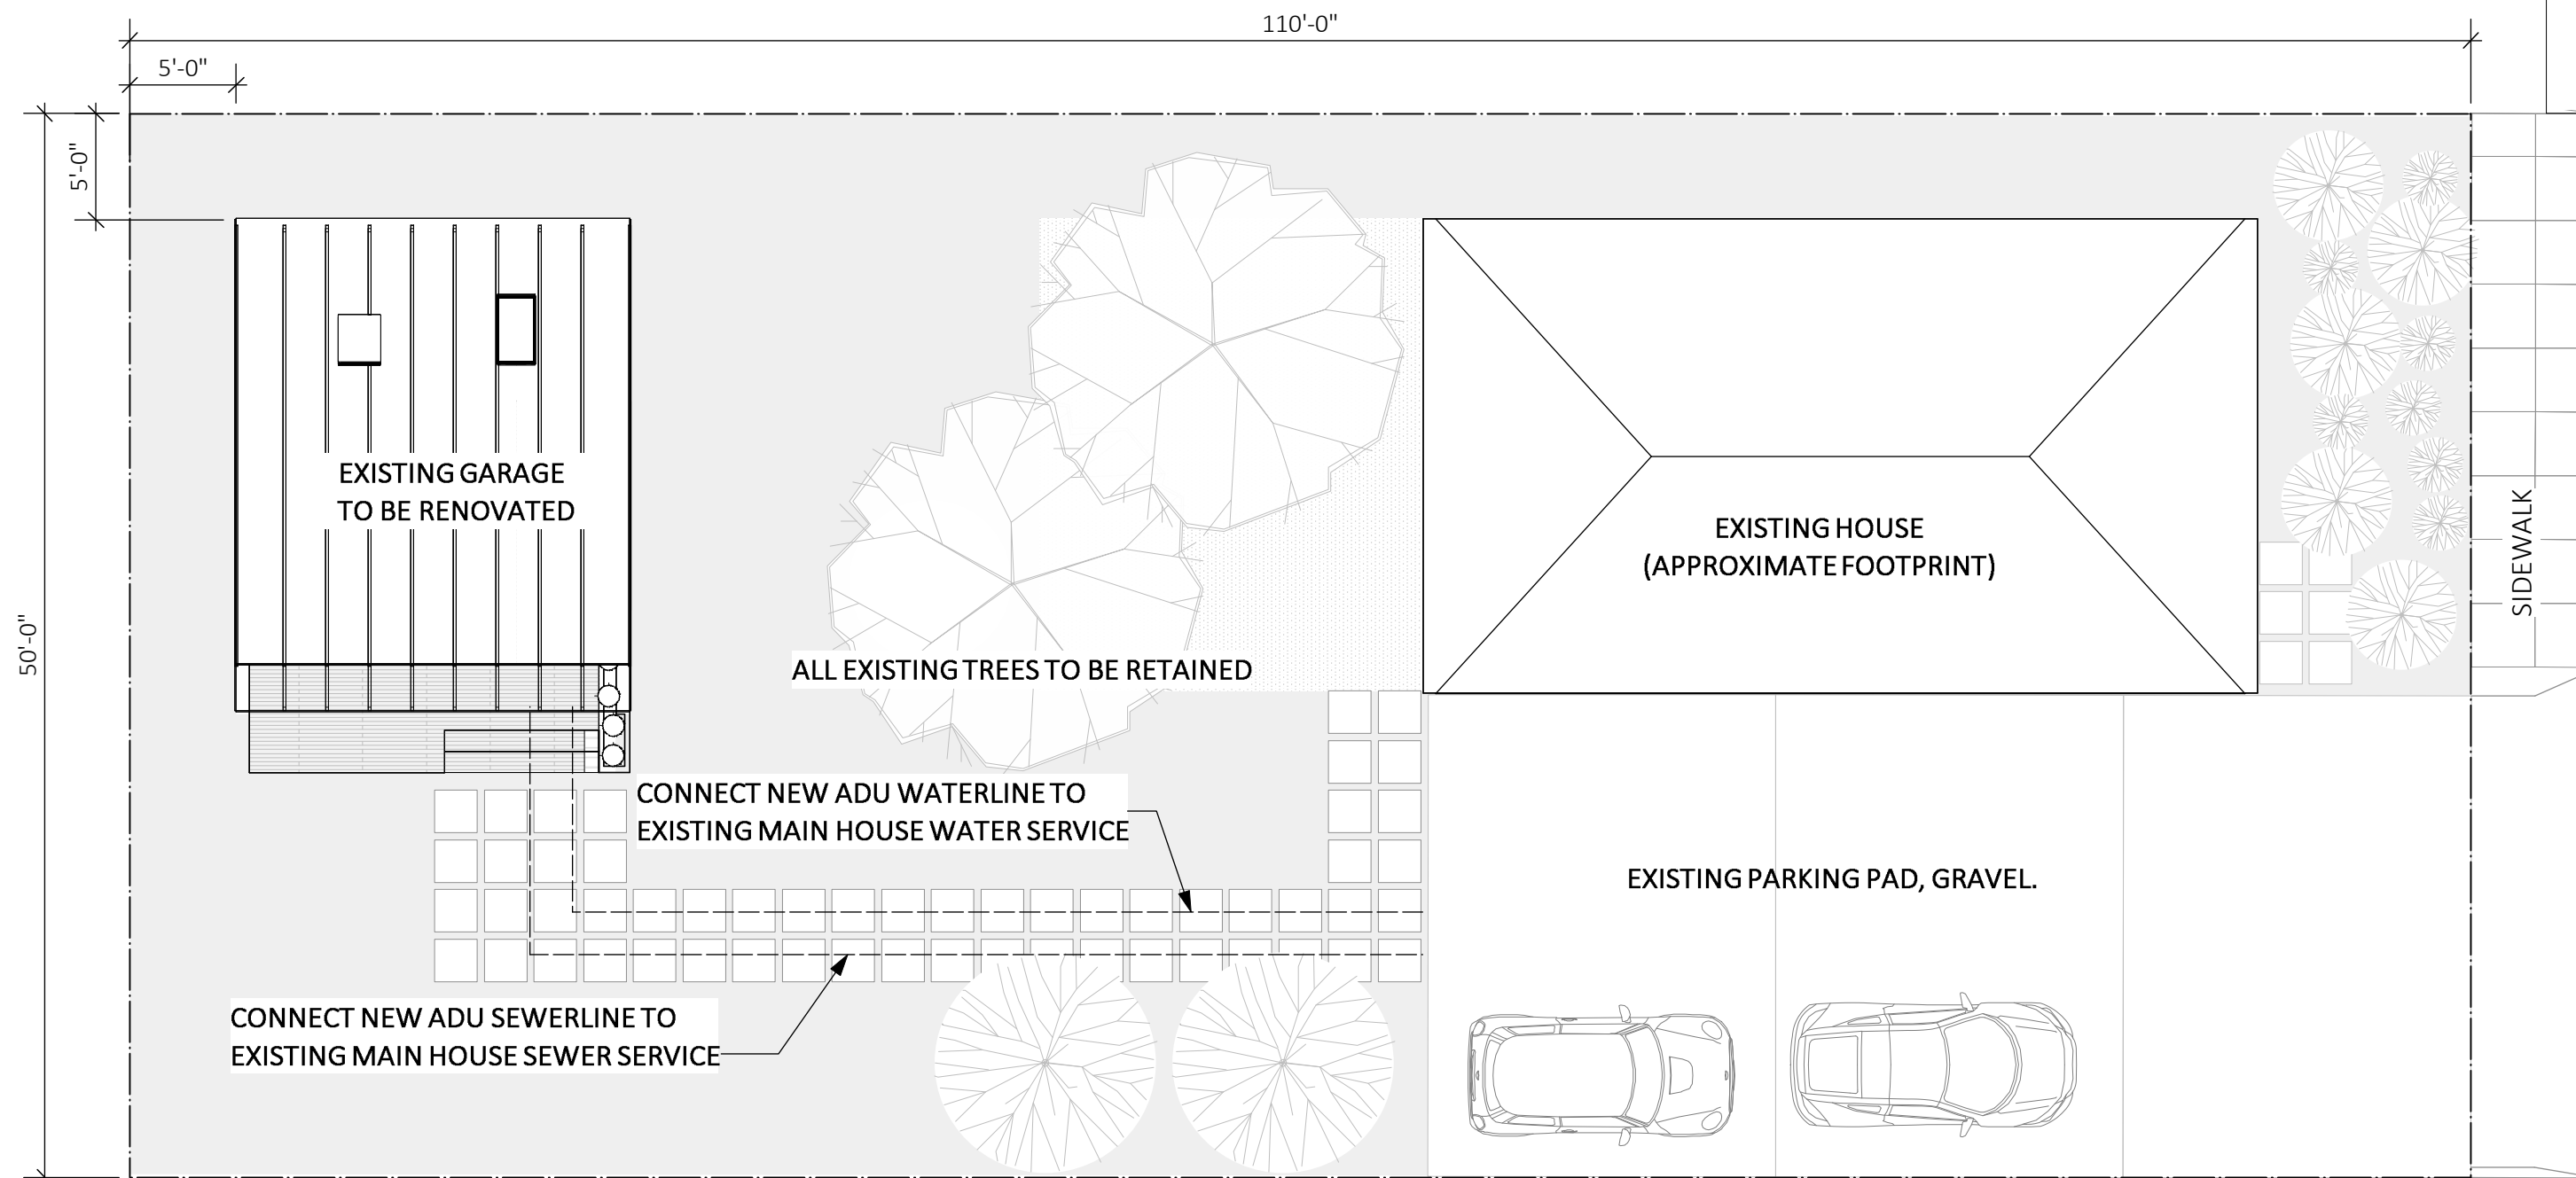 110'-0"
5'-0"
5'-0"
50'-0"
EXISTING GARAGE
TO BE RENOVATED
EXISTING HOUSE
(APPROXIMATE FOOTPRINT)
SIDEWALK
ALL EXISTING TREES TO BE RETAINED
CONNECT NEW ADU WATERLINE TO
EXISTING MAIN HOUSE WATER SERVICE
EXISTING PARKING PAD, GRAVEL.
CONNECT NEW ADU SEWERLINE TO
EXISTING MAIN HOUSE SEWER SERVICE